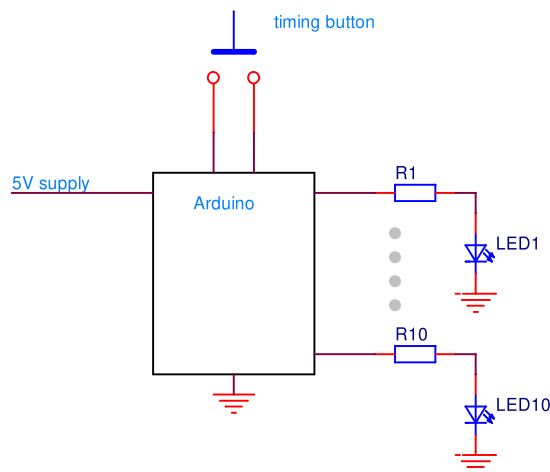 timing button
5V supply
Arduino
R1
LED1
R10
LED10